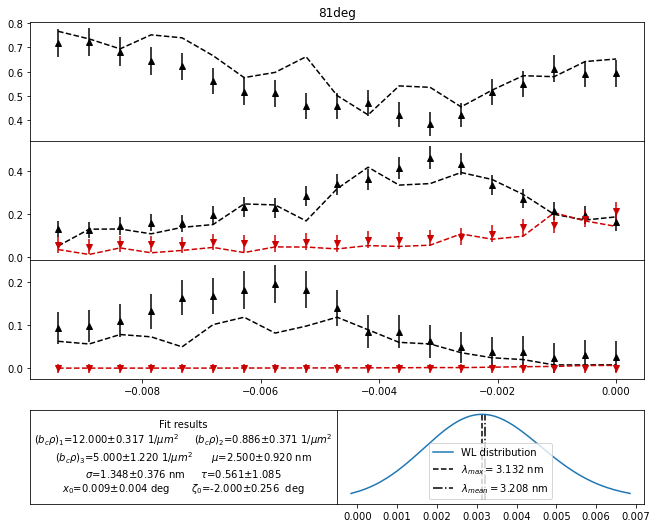 81deg
0.8
0.7
0.6
0.5
0.4
0.4
0.2
0.0
0.2
0.1
0.0
−0.008 −0.006 −0.004 −0.002 0.000
Fit results
(b_cρ)_1=12.000±0.317 1/μm² (b_cρ)_2=0.886±0.371 1/μm²
(b_cρ)_3=5.000±1.220 1/μm² μ=2.500±0.920 nm
σ=1.348±0.376 nm τ=0.561±1.085
x_0=0.009±0.004 deg ζ_0=-2.000±0.256 deg
WL distribution
λ_max = 3.132 nm
λ_mean = 3.208 nm
0.000 0.001 0.002 0.003 0.004 0.005 0.006 0.007